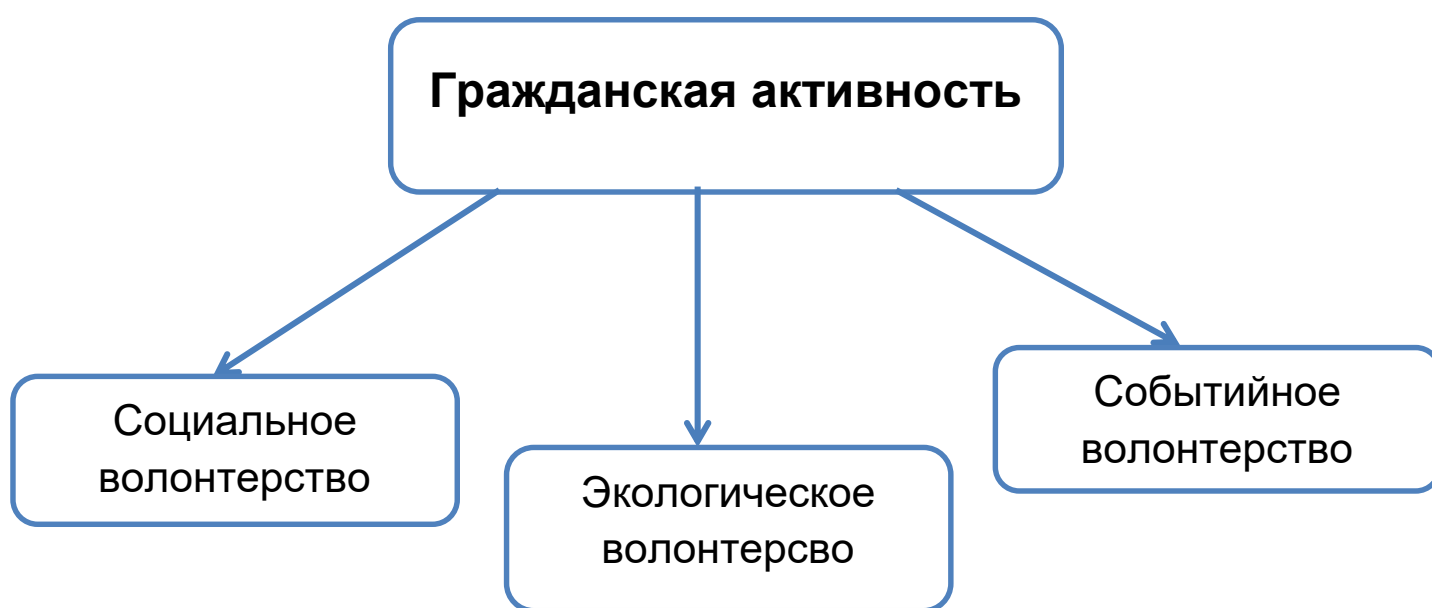 Гражданская активность
Социальное
волонтерство
Экологическое
волонтерсво
Событийное
волонтерство